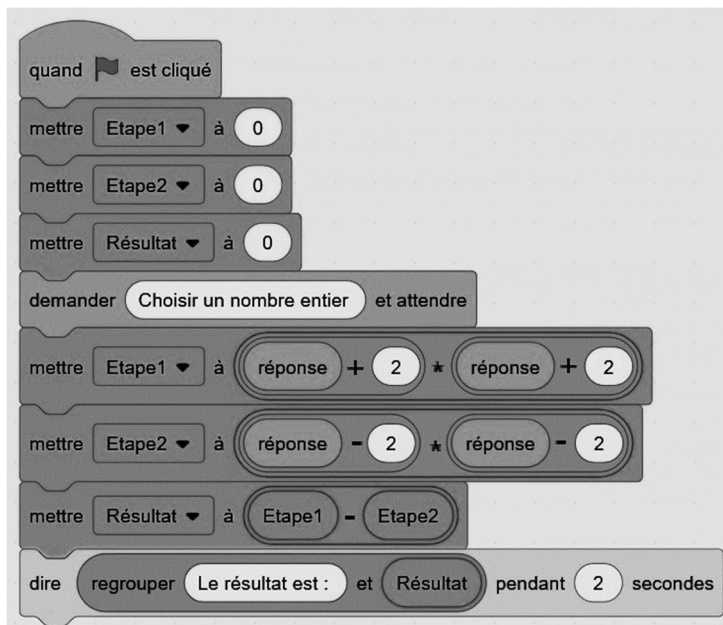 quand est cliqué
mettre Etape1 à 0
mettre Etape2 à 0
mettre Résultat à 0
demander Choisir un nombre entier et attendre
mettre Etape1 à réponse + 2 * réponse + 2
mettre Etape2 à réponse - 2 * réponse - 2
mettre Résultat à Etape1 - Etape2
dire regrouper Le résultat est : et Résultat pendant 2 secondes